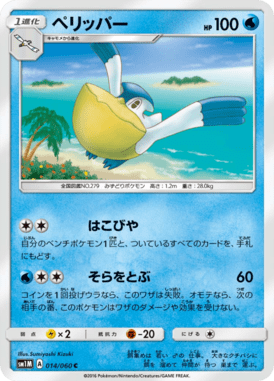 1進化 ペリッパー HP 100
キャモメから進化
全国図鑑NO.279 みずどりポケモン 高さ:1.2m 重さ:28.0kg
はこびや
自分のベンチポケモン1匹と、ついているすべてのカードを、手札
にもどす。
そらをとぶ 60
コインを1回投げウラなら、このワザは失敗。オモテなら、次の相手の番、
このポケモンはワザのダメージや効果を受けない。
弱点 ×2 抵抗力 -20 にげる
Illus. Sumiyoshi Kizuki
SM1M A 014/060 C
©2016 Pokémon/Nintendo/Creatures/GAME FREAK.